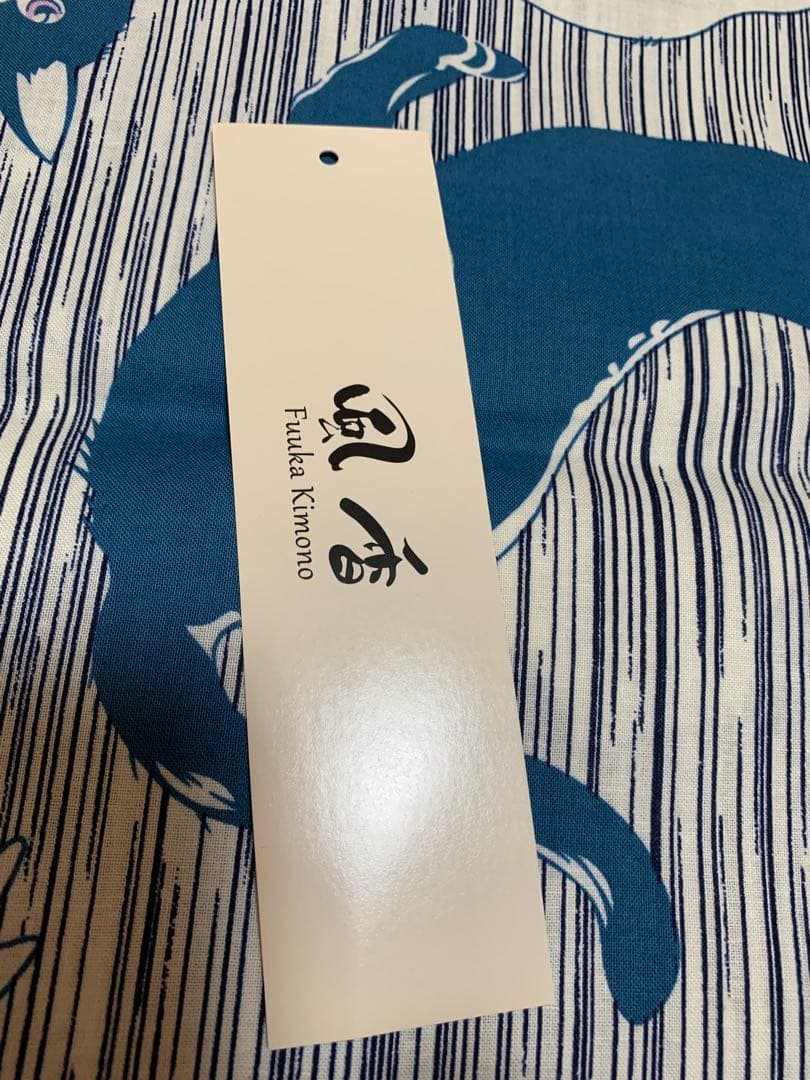 風香
Fuuka Kimono